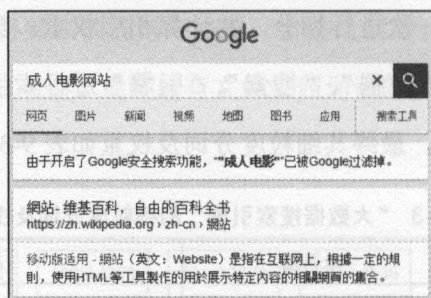 Google
成人电影网站
网页 图片 新闻 视频 地图 图书 应用 搜索工具
由于开启了Google安全搜索功能，"“成人电影”"已被Google过滤掉。
網站- 维基百科，自由的百科全书
https://zh.wikipedia.org › zh-cn › 網站
移动版适用 - 網站（英文：Website）是指在互联网上，根據一定的規
則，使用HTML等工具製作的用於展示特定內容的相關網頁的集合。